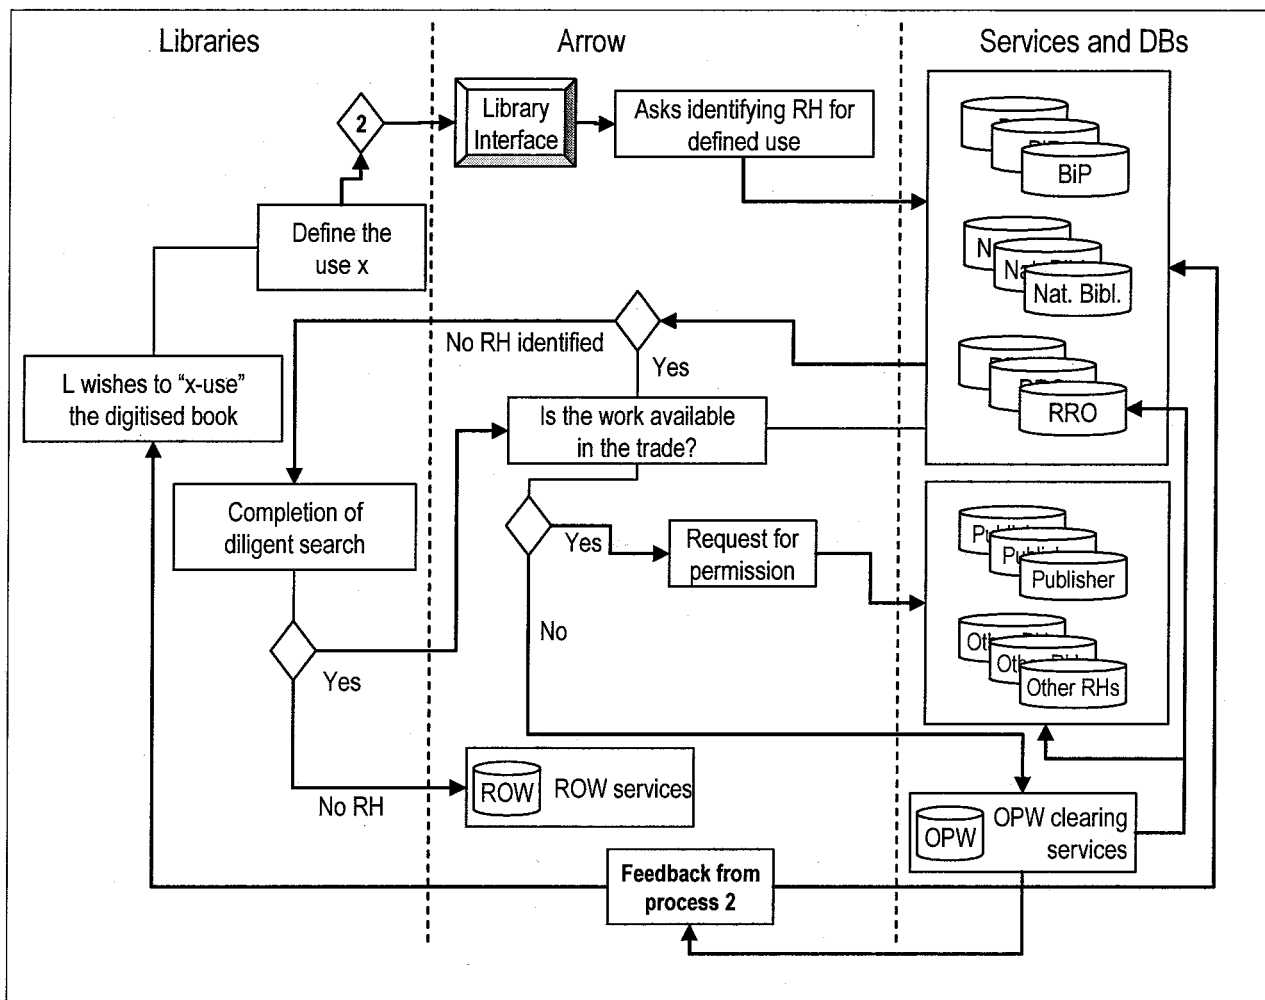 Libraries
Arrow
Services and DBs
2
Library
Interface
Asks identifying RH for
defined use
BiP
Define the
use x
Nat. Bibl.
No RH identified
Yes
L wishes to “x-use”
the digitised book
Is the work available
in the trade?
RRO
Completion of
diligent search
Yes
Request for
permission
Publisher
No
Other RHs
Yes
No RH
ROW
ROW services
OPW
OPW clearing
services
Feedback from
process 2